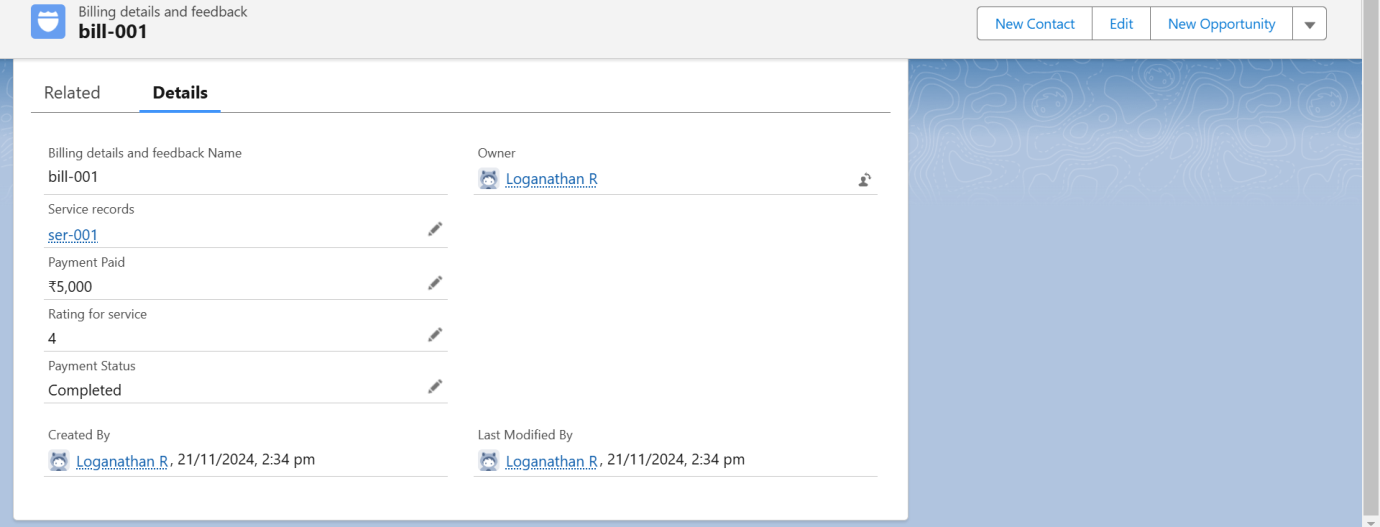 Billing details and feedback
bill-001
New Contact
Edit
New Opportunity
Related
Details
Billing details and feedback Name
bill-001
Owner
Loganathan R
Service records
ser-001
Payment Paid
₹5,000
Rating for service
4
Payment Status
Completed
Created By
Loganathan R, 21/11/2024, 2:34 pm
Last Modified By
Loganathan R, 21/11/2024, 2:34 pm